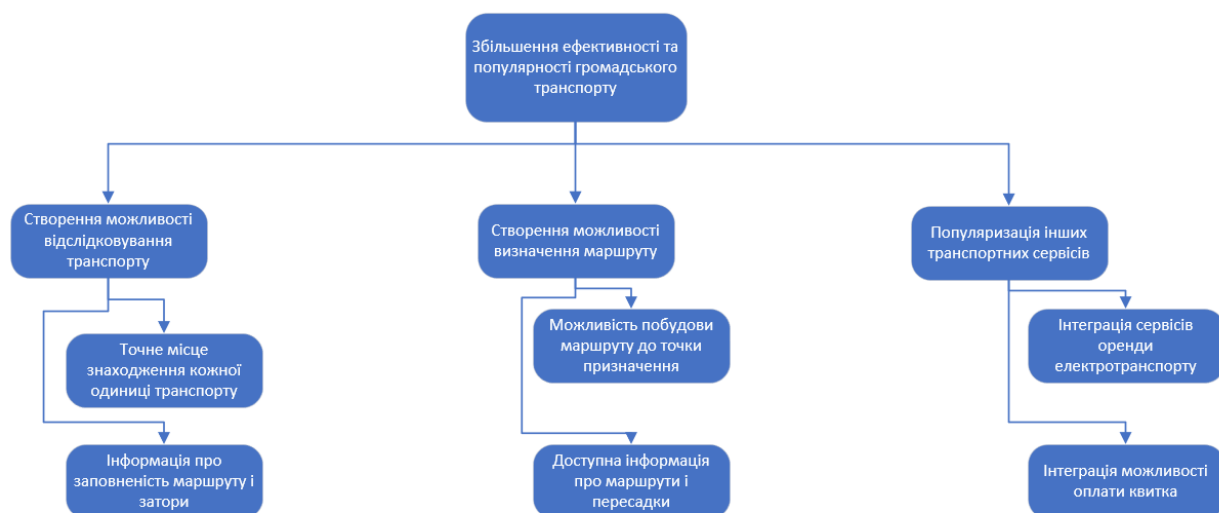 Збільшення ефективності та
популярності громадського
транспорту
Створення можливості
відслідковування
транспорту
Точне місце
знаходження кожної
одиниці транспорту
Інформація про
заповненість маршруту і
затори
Створення можливості
визначення маршруту
Можливість побудови
маршруту до точки
призначення
Доступна інформація
про маршрути і
пересадки
Популяризація інших
транспортних сервісів
Інтеграція сервісів
оренди
електротранспорту
Інтеграція можливості
оплати квитка